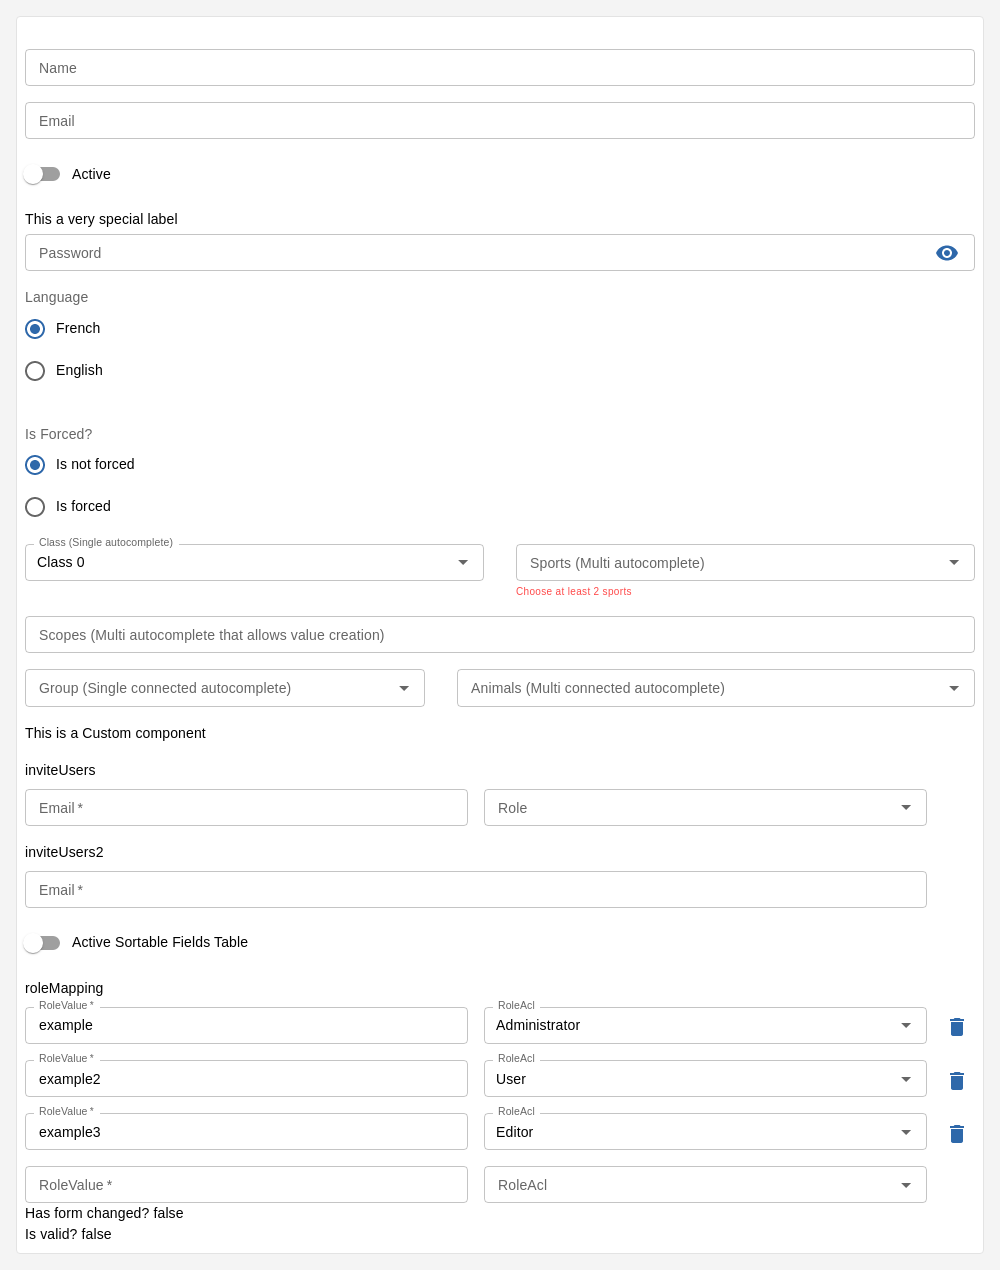 Name
Email
Active
This a very special label
Password
Language
French
English
Is Forced?
Is not forced
Is forced
Class (Single autocomplete)
Class 0
Sports (Multi autocomplete)
Choose at least 2 sports
Scopes (Multi autocomplete that allows value creation)
Group (Single connected autocomplete)
Animals (Multi connected autocomplete)
This is a Custom component
inviteUsers
Email *
Role
inviteUsers2
Email *
Active Sortable Fields Table
roleMapping
RoleValue *
RoleAcl
example
Administrator
RoleValue *
RoleAcl
example2
User
RoleValue *
RoleAcl
example3
Editor
RoleValue *
RoleAcl
Has form changed? false
Is valid? false